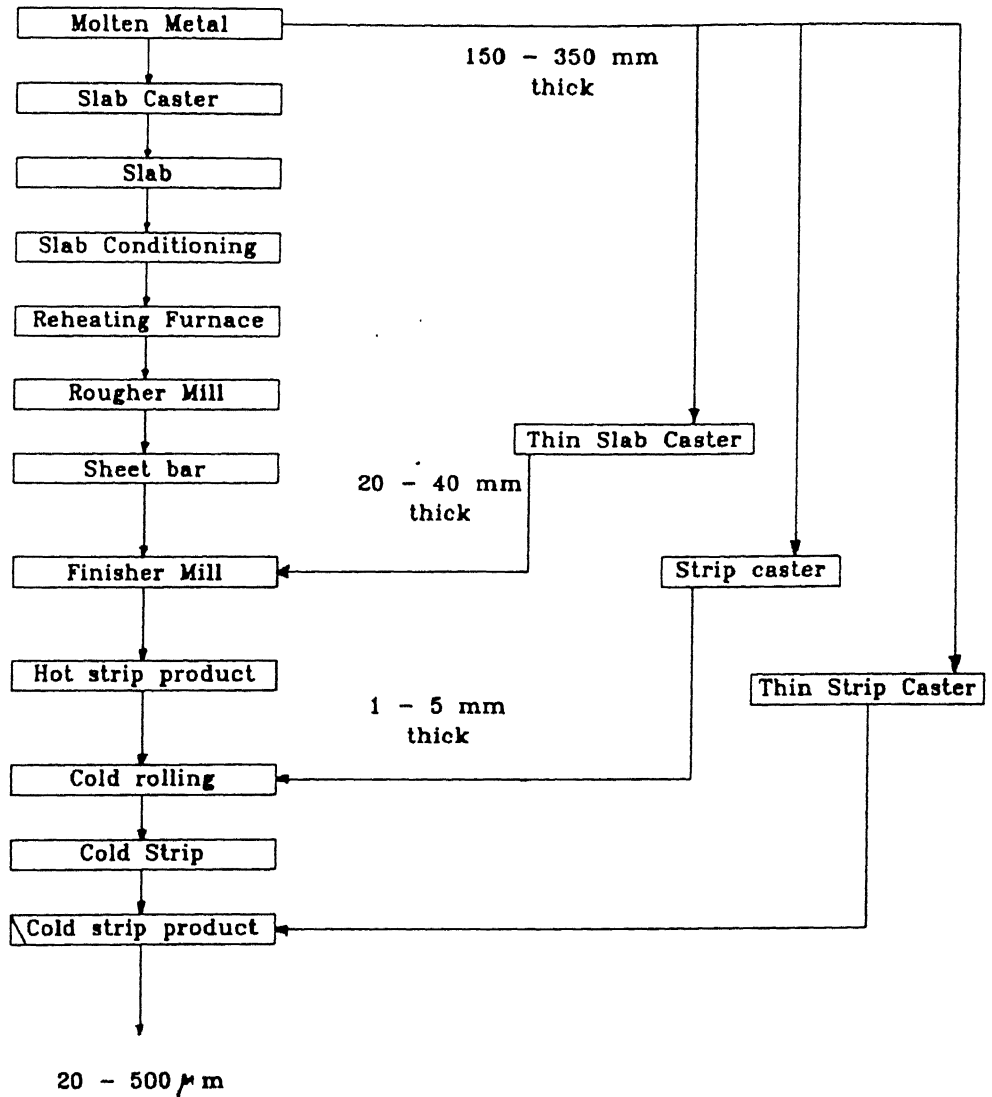 Molten Metal
150 - 350 mm
thick
Slab Caster
Slab
Slab Conditioning
Reheating Furnace
Rougher Mill
Thin Slab Caster
Sheet bar
20 - 40 mm
thick
Finisher Mill
Strip caster
Hot strip product
Thin Strip Caster
1 - 5 mm
thick
Cold rolling
Cold Strip
Cold strip product
20 - 500 μm